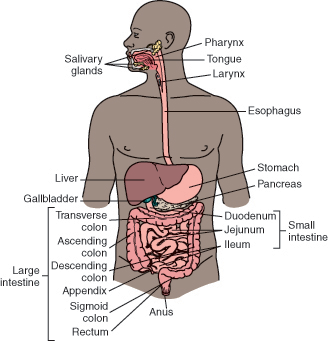 Pharynx
Salivary
glands
Tongue
Larynx
Esophagus
Liver
Stomach
Gallbladder
Pancreas
Transverse
colon
Duodenum
Ascending
colon
Jejunum
Small
intestine
Ileum
Large
intestine
Descending
colon
Appendix
Sigmoid
colon
Anus
Rectum